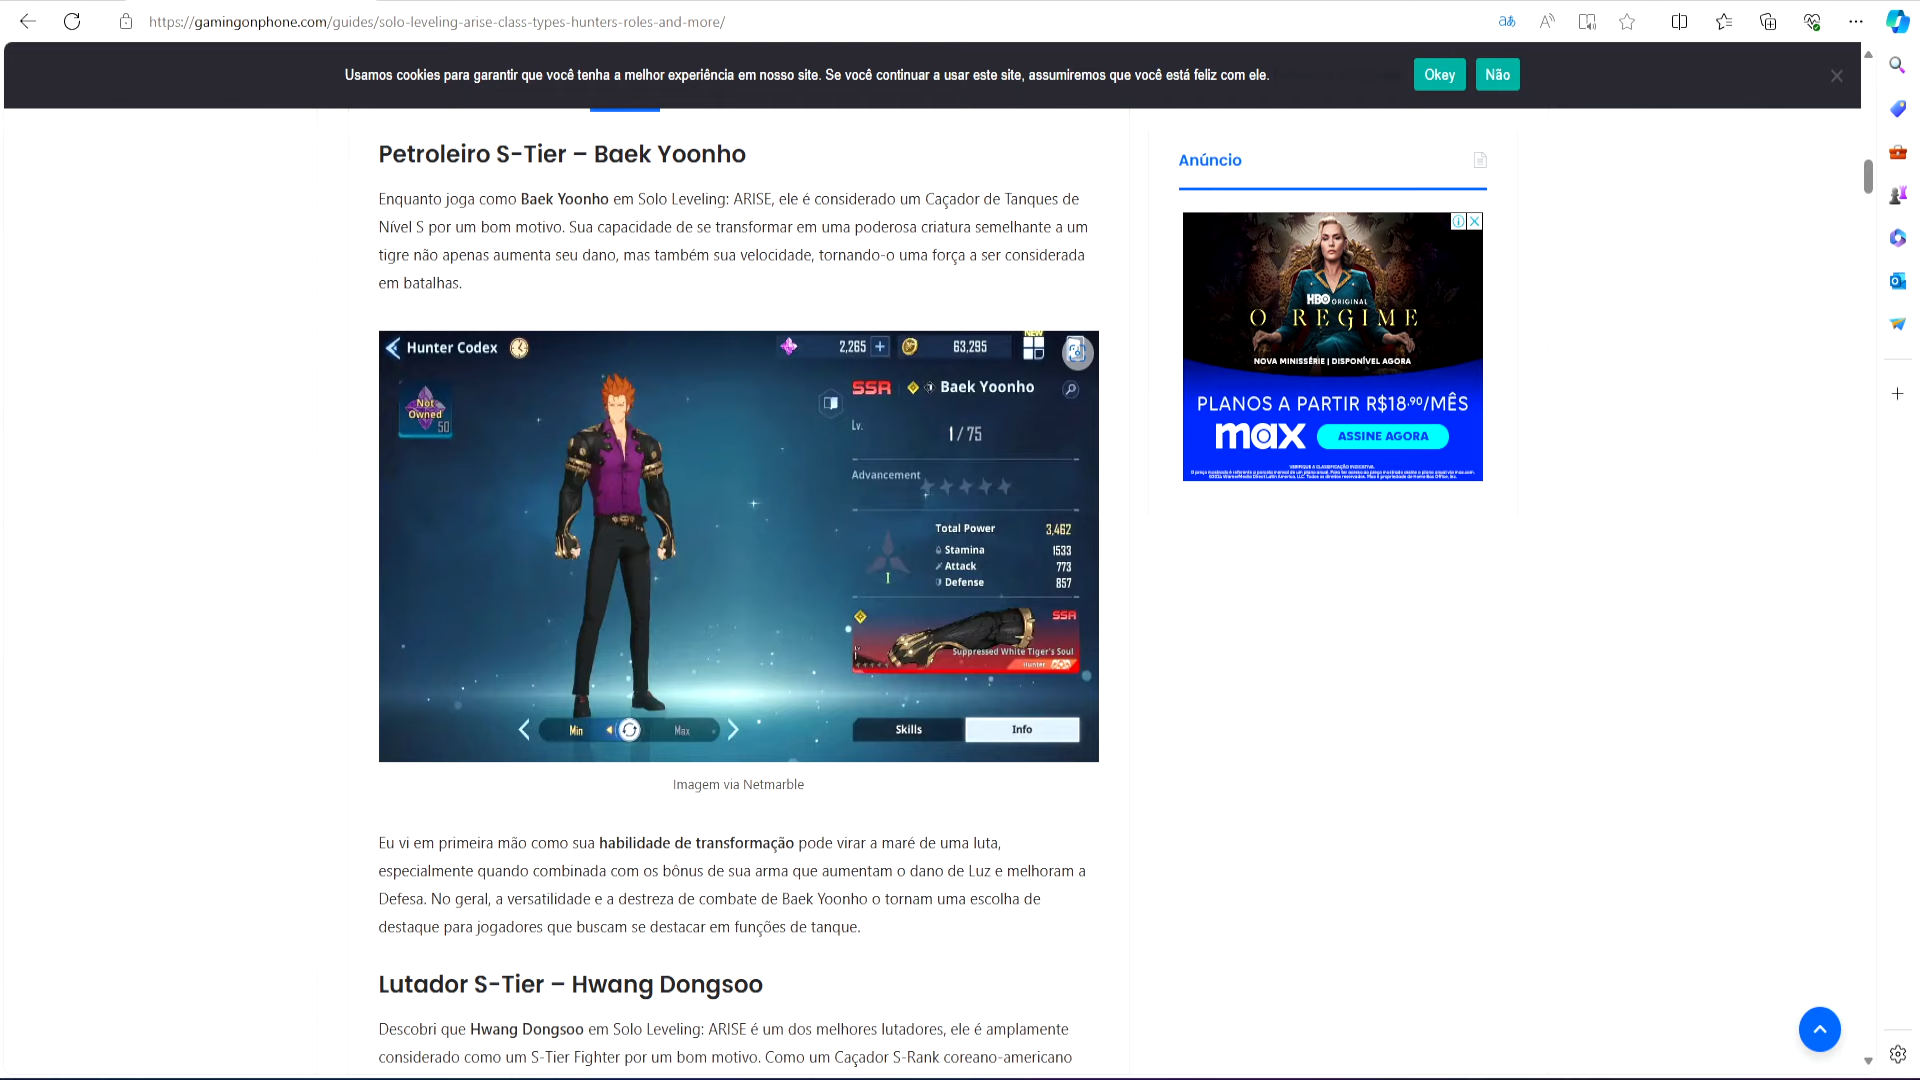 https://gamingonphone.com/guides/solo-leveling-arise-class-types-hunters-roles-and-more/
Usamos cookies para garantir que você tenha a melhor experiência em nosso site. Se você continuar a usar este site, assumiremos que você está feliz com ele.
Okey
Não
Petroleiro S-Tier – Baek Yoonho
Enquanto joga como Baek Yoonho em Solo Leveling: ARISE, ele é considerado um Caçador de Tanques de
Nível S por um bom motivo. Sua capacidade de se transformar em uma poderosa criatura semelhante a um
tigre não apenas aumenta seu dano, mas também sua velocidade, tornando-o uma força a ser considerada
em batalhas.
Hunter Codex
2,265
63,295
NEW
Not
Owned
50
SSR
Baek Yoonho
Lv.
1 / 75
Advancement
Total Power 3,462
Stamina 1533
Attack 773
Defense 857
SSR
Lv.
1
Suppressed White Tiger's Soul
Hunter
Min
Max
Skills
Info
Imagem via Netmarble
Eu vi em primeira mão como sua habilidade de transformação pode virar a maré de uma luta,
especialmente quando combinada com os bônus de sua arma que aumentam o dano de Luz e melhoram a
Defesa. No geral, a versatilidade e a destreza de combate de Baek Yoonho o tornam uma escolha de
destaque para jogadores que buscam se destacar em funções de tanque.
Lutador S-Tier – Hwang Dongsoo
Descobri que Hwang Dongsoo em Solo Leveling: ARISE é um dos melhores lutadores, ele é amplamente
considerado como um S-Tier Fighter por um bom motivo. Como um Caçador S-Rank coreano-americano
Anúncio
HBO ORIGINAL
O REGIME
NOVA MINISSÉRIE | DISPONÍVEL AGORA
PLANOS A PARTIR R$18,90/MÊS
max
ASSINE AGORA
VERIFIQUE A CLASSIFICAÇÃO INDICATIVA.